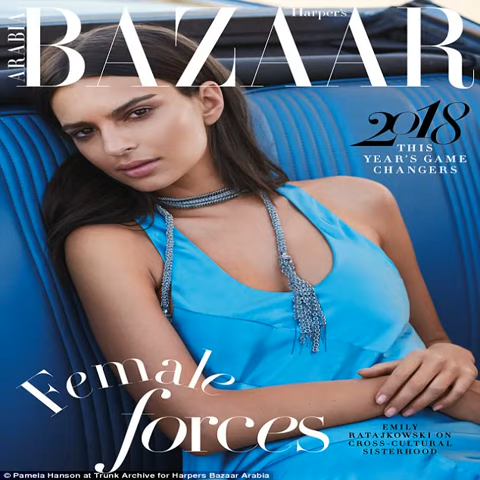 Harper's
BAZAAR
ARABIA
2018
THIS
YEAR'S GAME
CHANGERS
Female
forces
EMILY
RATAJKOWSKI ON
CROSS-CULTURAL
SISTERHOOD
© Pamela Hanson at Trunk Archive for Harpers Bazaar Arabia